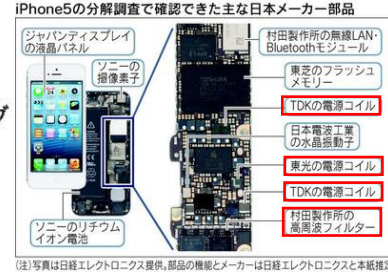 iPhone5の分解調査で確認できた主な日本メーカー部品
ジャパンディスプレイ
の液晶パネル
ソニーの
撮像素子
ソニーのリチウム
イオン電池
村田製作所の無線LAN・
Bluetoothモジュール
東芝のフラッシュ
メモリー
TDKの電源コイル
日本電波工業
の水晶振動子
東光の電源コイル
TDKの電源コイル
村田製作所の
高周波フィルター
(注)写真は日経エレクトロニクス提供。部品の機能とメーカーは日経エレクトロニクスと本紙推定